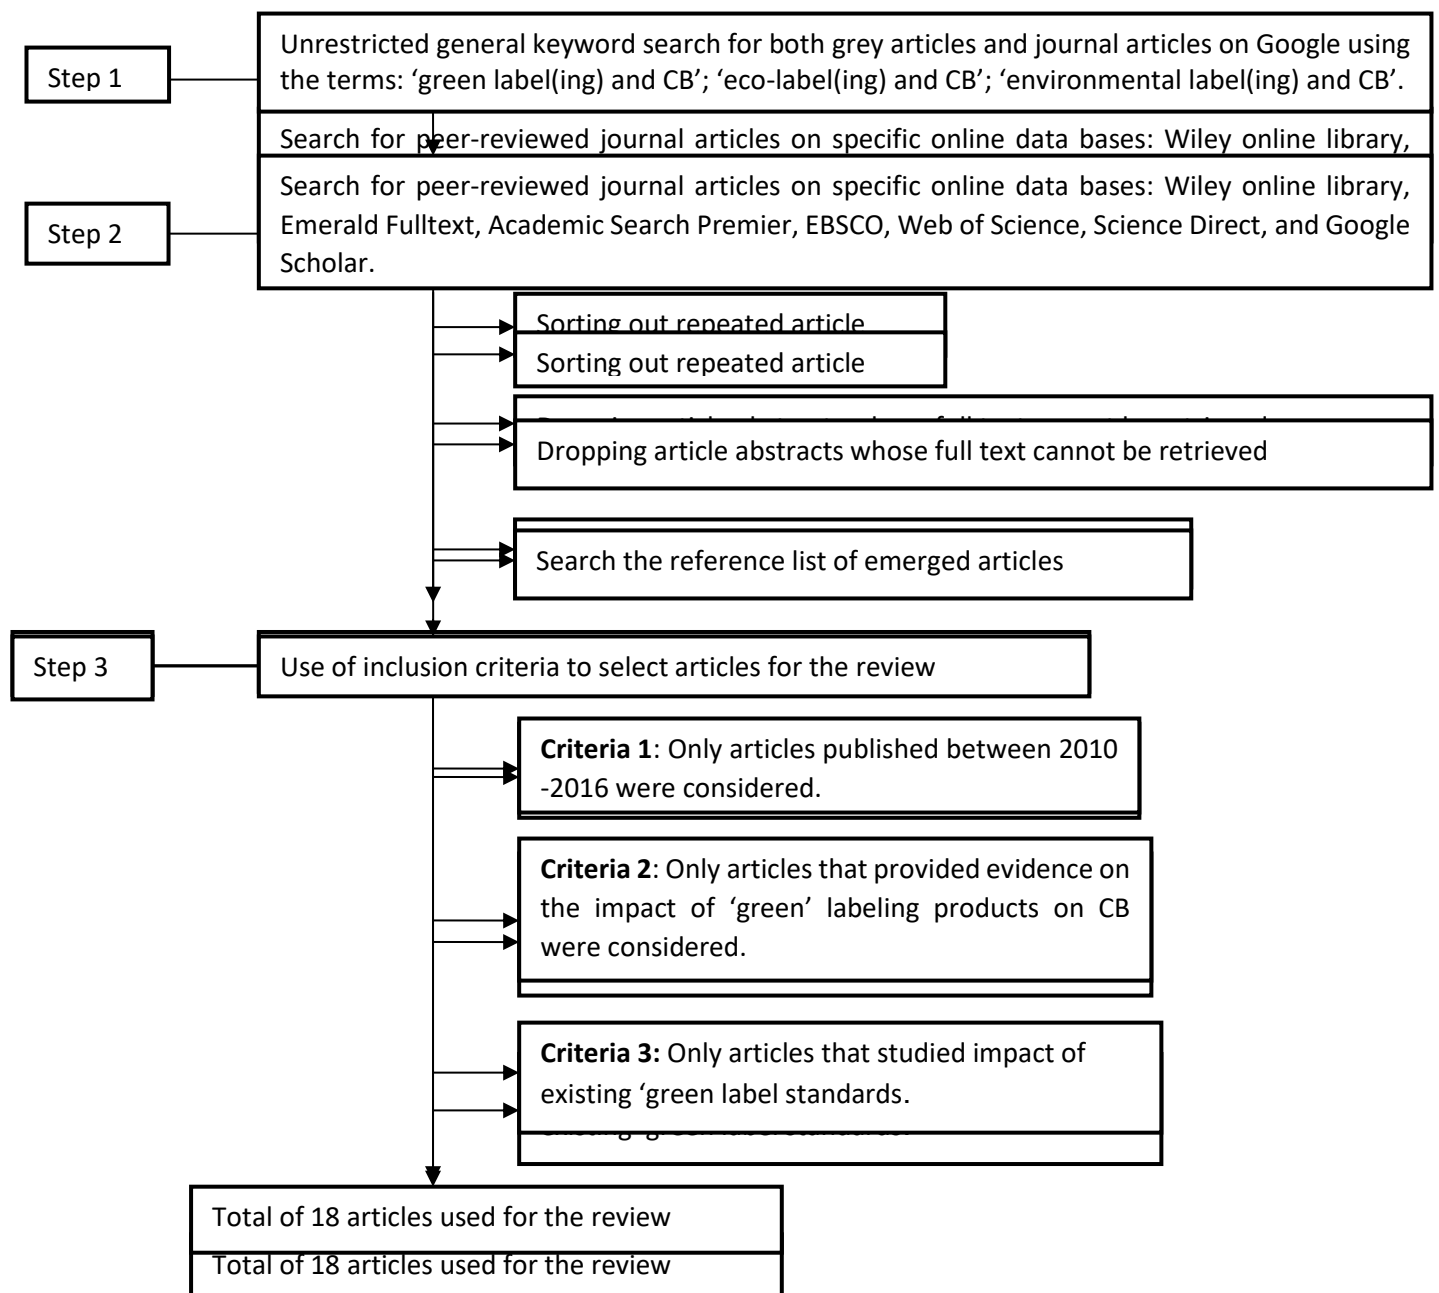 Step 1
Unrestricted general keyword search for both grey articles and journal articles on Google using
the terms: ‘green label(ing) and CB’; ‘eco-label(ing) and CB’; ‘environmental label(ing) and CB’.
Search for peer-reviewed journal articles on specific online data bases: Wiley online library,
Step 2
Search for peer-reviewed journal articles on specific online data bases: Wiley online library,
Emerald Fulltext, Academic Search Premier, EBSCO, Web of Science, Science Direct, and Google
Scholar.
Sorting out repeated article
Sorting out repeated article
Dropping article abstracts whose full text cannot be retrieved
Search the reference list of emerged articles
Step 3
Use of inclusion criteria to select articles for the review
Criteria 1: Only articles published between 2010
-2016 were considered.
Criteria 2: Only articles that provided evidence on
the impact of ‘green’ labeling products on CB
were considered.
Criteria 3: Only articles that studied impact of
existing ‘green label standards.
Total of 18 articles used for the review
Total of 18 articles used for the review